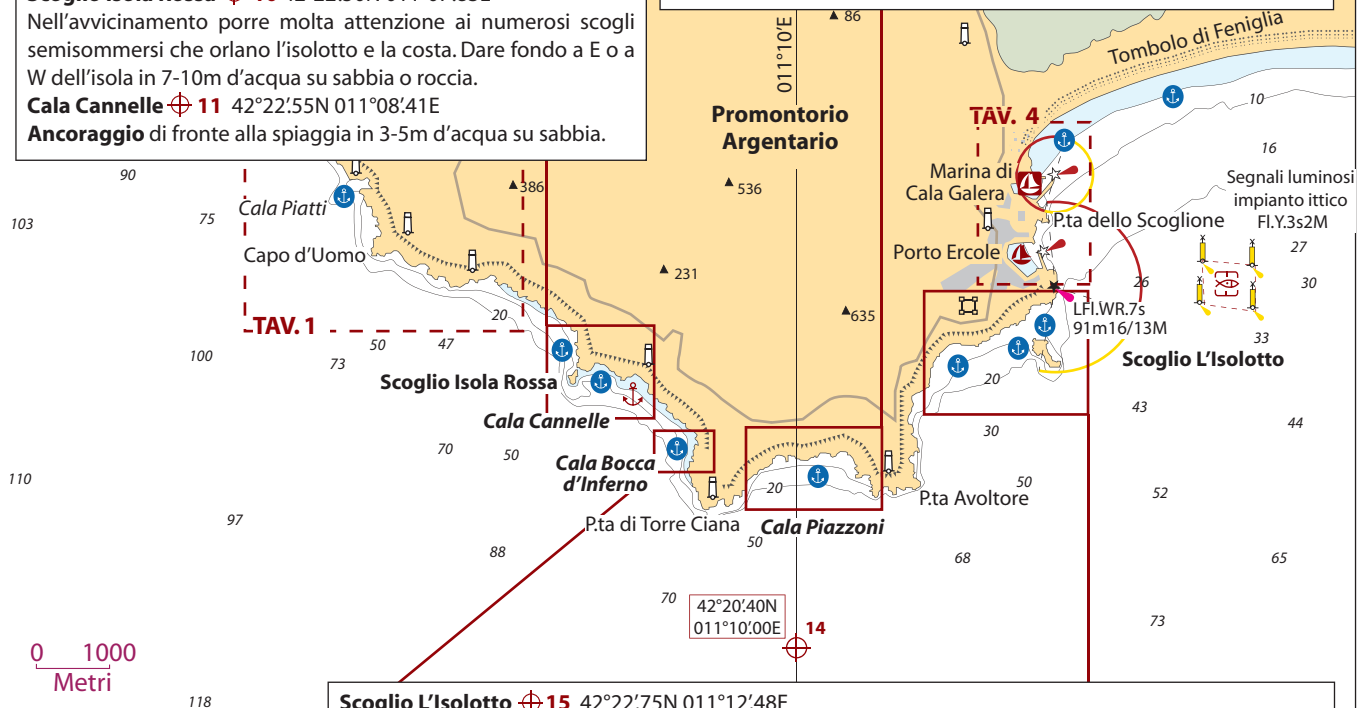 Nell'avvicinamento porre molta attenzione ai numerosi scogli
semisommersi che orlano l'isolotto e la costa. Dare fondo a E o a
W dell'isola in 7-10m d'acqua su sabbia o roccia.
Cala Cannelle 11 42°22'.55N 011°08'.41E
Ancoraggio di fronte alla spiaggia in 3-5m d'acqua su sabbia.
86
011°10'E
Tombolo di Feniglia
10
Promontorio
Argentario
TAV. 4
16
90
386
536
Marina di
Cala Galera
Segnali luminosi
impianto ittico
Fl.Y.3s2M
103
75
Cala Piatti
P.ta dello Scoglione
27
Capo d'Uomo
Porto Ercole
231
26
30
20
635
LFl.WR.7s
91m16/13M
TAV. 1
50
47
33
100
73
Scoglio Isola Rossa
20
Scoglio L'Isolotto
43
Cala Cannelle
30
44
70
50
Cala Bocca
d'Inferno
110
20
50
52
P.ta Avoltore
97
P.ta di Torre Ciana
Cala Piazzoni
50
88
68
65
70
42°20'.40N
011°10'.00E
14
73
0 1000
Metri
118
Scoglio L'Isolotto 15 42°22'.75N 011°12'.48E